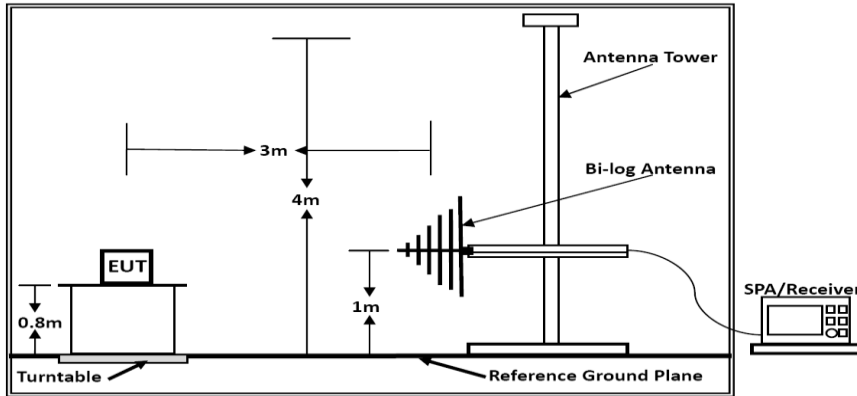 Antenna Tower
3m
Bi-log Antenna
4m
EUT
SPA/Receiver
1m
0.8m
Turntable
Reference Ground Plane